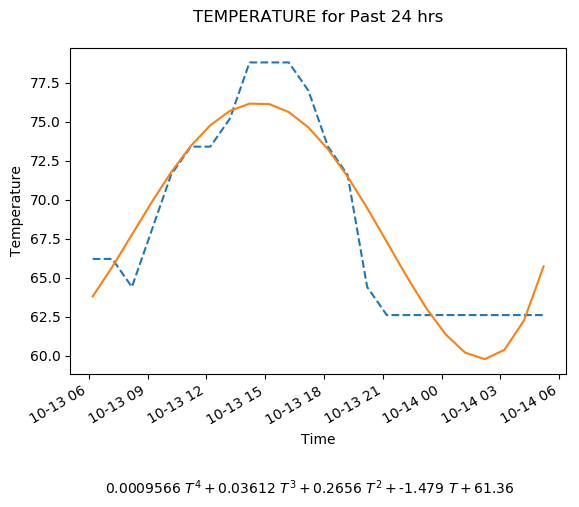 TEMPERATURE for Past 24 hrs
Temperature
77.5
75.0
72.5
70.0
67.5
65.0
62.5
60.0
10-13 06 10-13 09 10-13 12 10-13 15 10-13 18 10-13 21 10-14 00 10-14 03 10-14 06
Time
0.0009566 T⁴ + 0.03612 T³ + 0.2656 T² + -1.479 T + 61.36